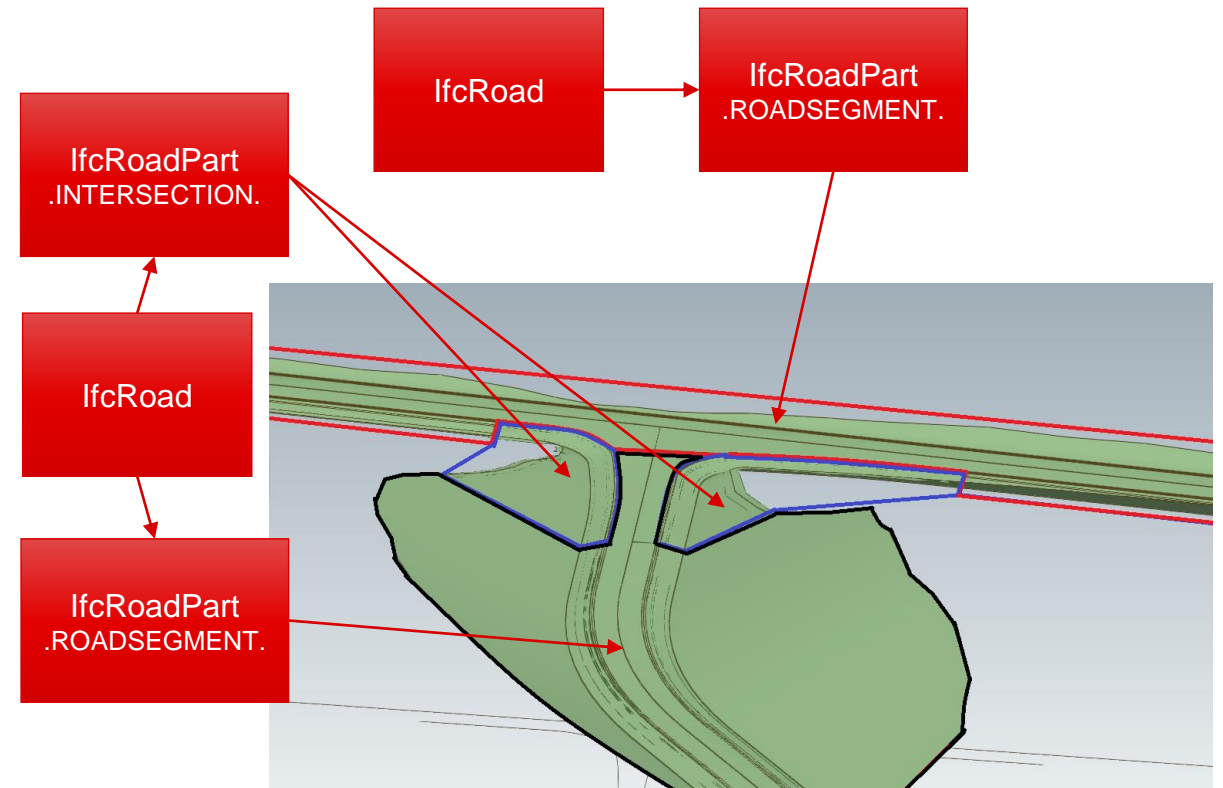 IfcRoad
IfcRoadPart
.ROADSEGMENT.
IfcRoadPart
.INTERSECTION.
IfcRoad
IfcRoadPart
.ROADSEGMENT.